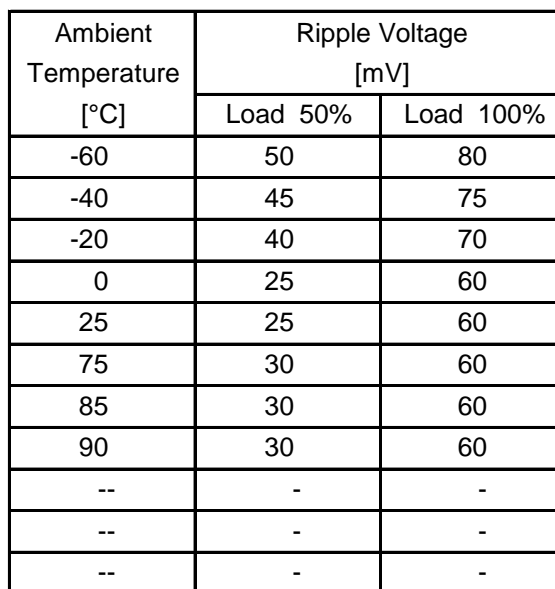 Ambient Temperature [°C] Ripple Voltage [mV]
Load 50% Load 100%
-60 50 80
-40 45 75
-20 40 70
0 25 60
25 25 60
75 30 60
85 30 60
90 30 60
-- - -
-- - -
-- - -